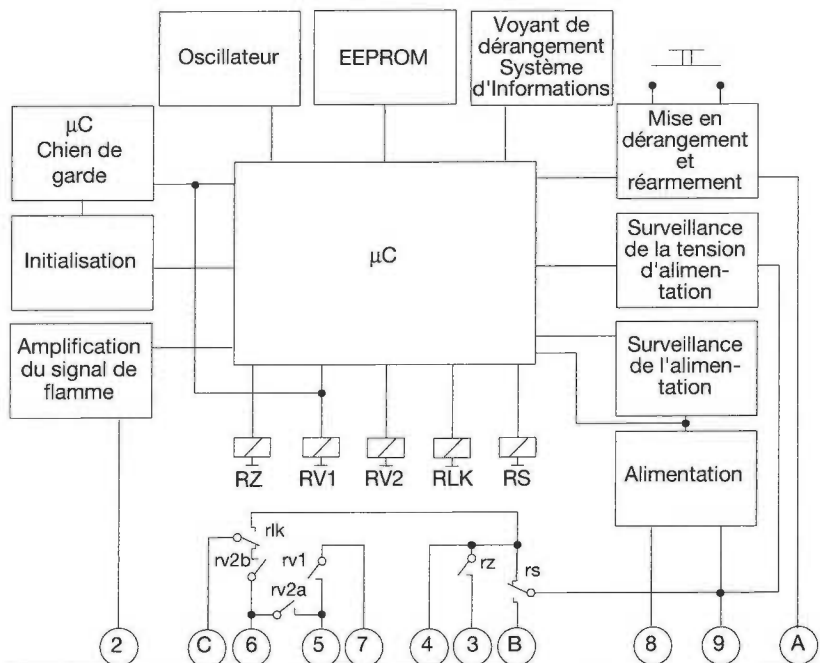 Oscillateur
EEPROM
Voyant de
dérangement
Système
d'Informations
µC
Chien de
garde
Mise en
dérangement
et
réarmement
Initialisation
µC
Surveillance
de la tension
d'alimen-
tation
Amplification
du signal de
flamme
Surveillance
de l'alimen-
tation
Alimentation
RZ RV1 RV2 RLK RS
rlk
rv2b
rv1
rv2a
rz
rs
2 C 6 5 7 4 3 B 8 9 A